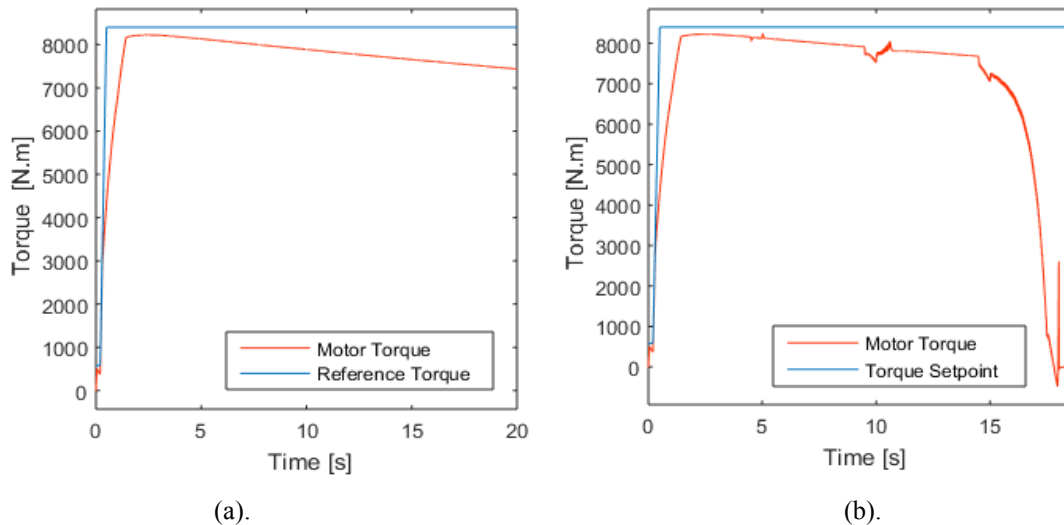 8000
7000
6000
5000
4000
3000
2000
1000
0
Torque [N.m]
Motor Torque
Reference Torque
0 5 10 15 20
Time [s]
(a).
8000
7000
6000
5000
4000
3000
2000
1000
0
Torque [N.m]
Motor Torque
Torque Setpoint
0 5 10 15
Time [s]
(b).